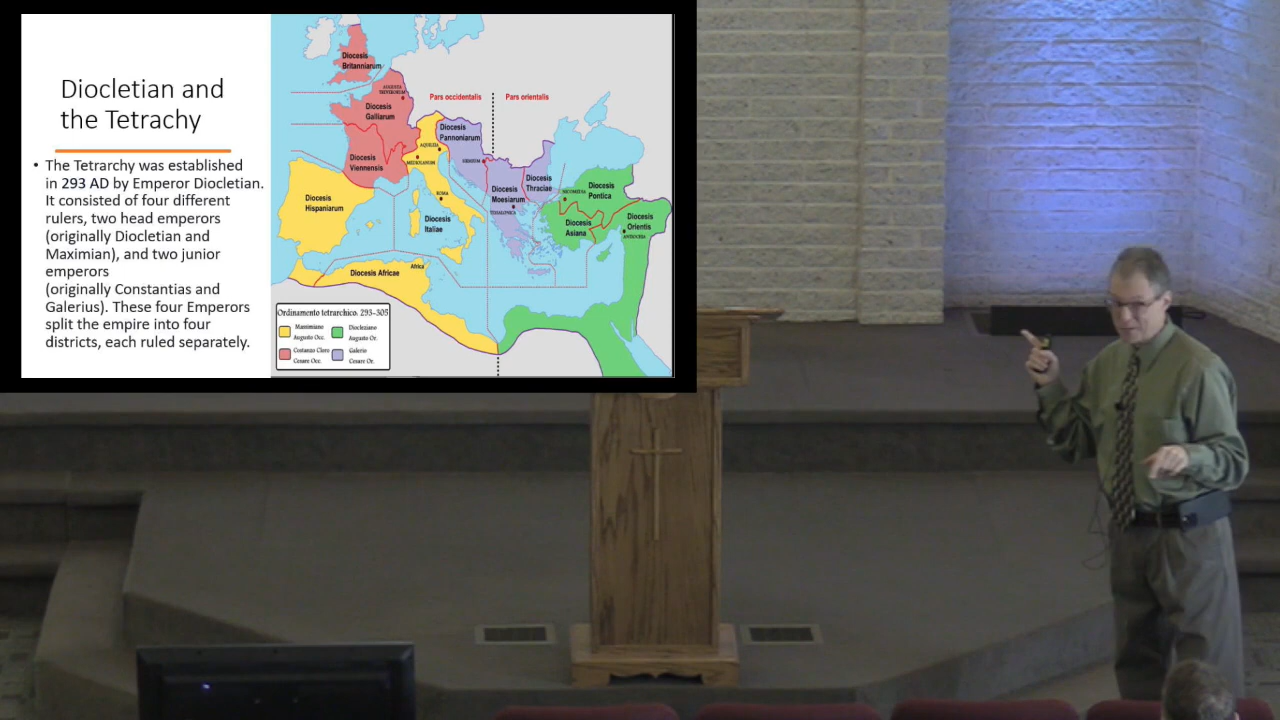 Diocletian and
the Tetrachy
• The Tetrarchy was established
in 293 AD by Emperor Diocletian.
It consisted of four different
rulers, two head emperors
(originally Diocletian and
Maximian), and two junior
emperors
(originally Constantias and
Galerius). These four Emperors
split the empire into four
districts, each ruled separately.
Diocesis
Britanniarum
AUGUSTA
TREVERORUM
Diocesis
Galliarum
Pars occidentalis
Pars orientalis
Diocesis
Pannoniarum
AQUILEIA
MEDIOLANUM
SIRMIUM
Diocesis
Viennensis
Diocesis
Hispaniarum
ROMA
Diocesis
Italiae
Diocesis
Moesiarum
THESSALONICA
Diocesis
Thraciae
NICOMEDIA
Diocesis
Pontica
Diocesis
Asiana
Diocesis
Orientis
ANTIOCHIA
Diocesis Africae
Africa
Ordinamento tetrarchico. 293-305
Massimiano
Augusto Occ.
Diocleziano
Augusto Or.
Costanzo Cloro
Cesare Occ.
Galerio
Cesare Or.